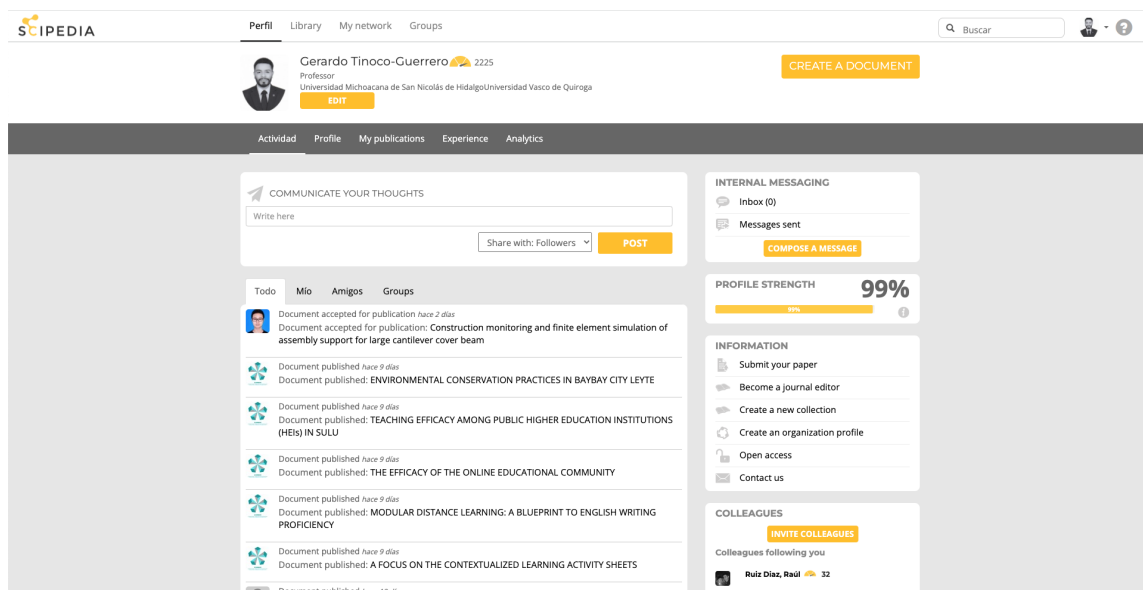 SCIPEDIA
Perfil Library My network Groups
Buscar
Gerardo Tinoco-Guerrero 2225
Professor
Universidad Michoacana de San Nicolás de HidalgoUniversidad Vasco de Quiroga
EDIT
CREATE A DOCUMENT
Actividad Profile My publications Experience Analytics
COMMUNICATE YOUR THOUGHTS
Write here
Share with: Followers
POST
Todo Mío Amigos Groups
Document accepted for publication hace 2 días
Document accepted for publication: Construction monitoring and finite element simulation of
assembly support for large cantilever cover beam
Document published hace 9 días
Document published: ENVIRONMENTAL CONSERVATION PRACTICES IN BAYBAY CITY LEYTE
Document published hace 9 días
Document published: TEACHING EFFICACY AMONG PUBLIC HIGHER EDUCATION INSTITUTIONS
(HEIs) IN SULU
Document published hace 9 días
Document published: THE EFFICACY OF THE ONLINE EDUCATIONAL COMMUNITY
Document published hace 9 días
Document published: MODULAR DISTANCE LEARNING: A BLUEPRINT TO ENGLISH WRITING
PROFICIENCY
Document published hace 9 días
Document published: A FOCUS ON THE CONTEXTUALIZED LEARNING ACTIVITY SHEETS
INTERNAL MESSAGING
Inbox (0)
Messages sent
COMPOSE A MESSAGE
PROFILE STRENGTH 99%
99%
INFORMATION
Submit your paper
Become a journal editor
Create a new collection
Create an organization profile
Open access
Contact us
COLLEAGUES
INVITE COLLEAGUES
Colleagues following you
Ruiz Diaz, Raúl 32